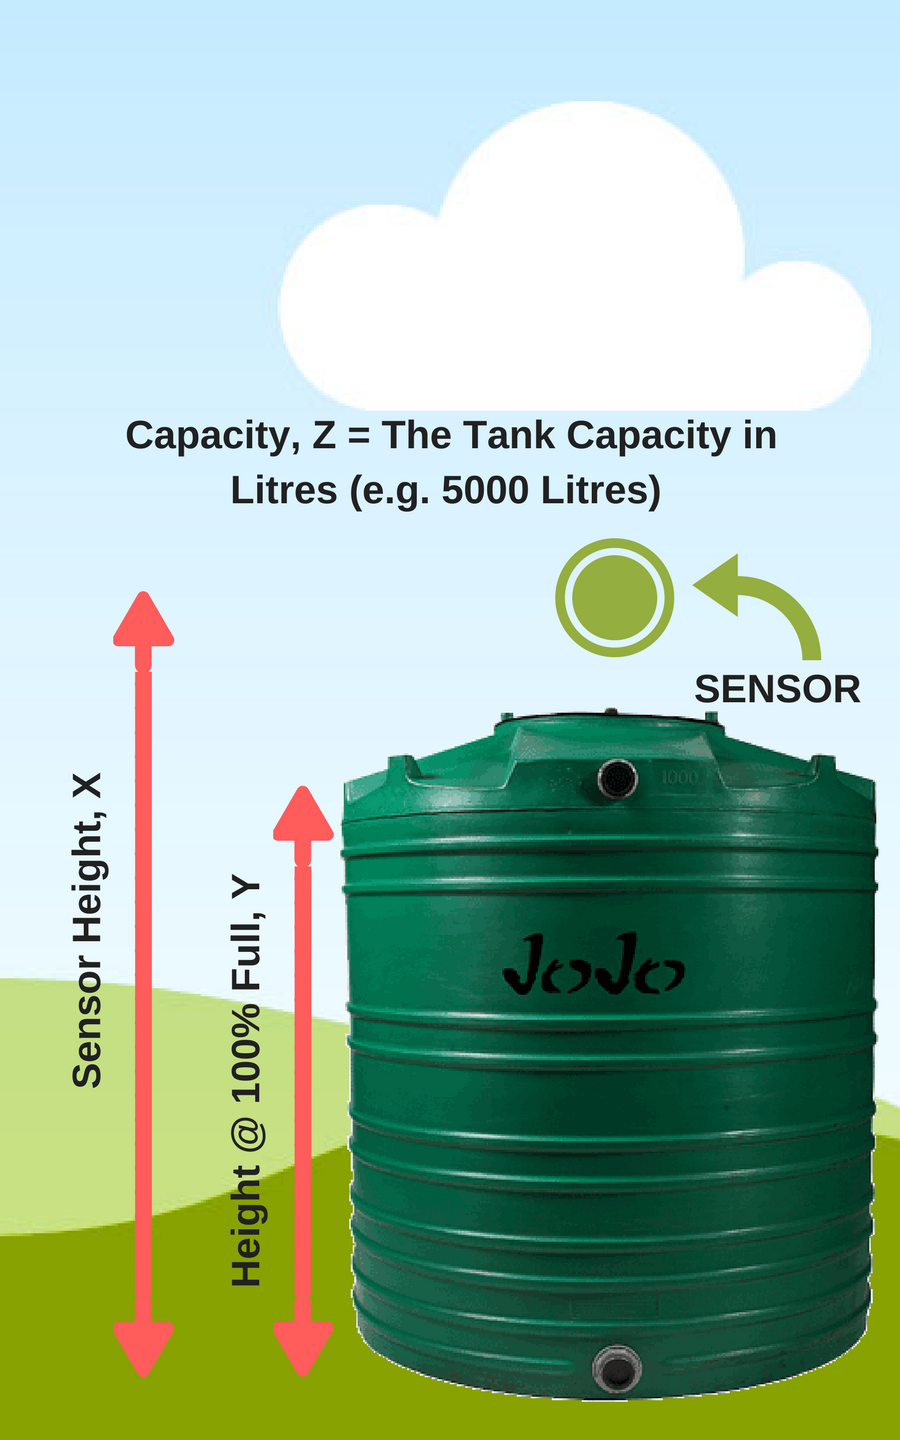 Capacity, Z = The Tank Capacity in
Litres (e.g. 5000 Litres)
SENSOR
Sensor Height, X
Height @ 100% Full, Y
1000
JoJo